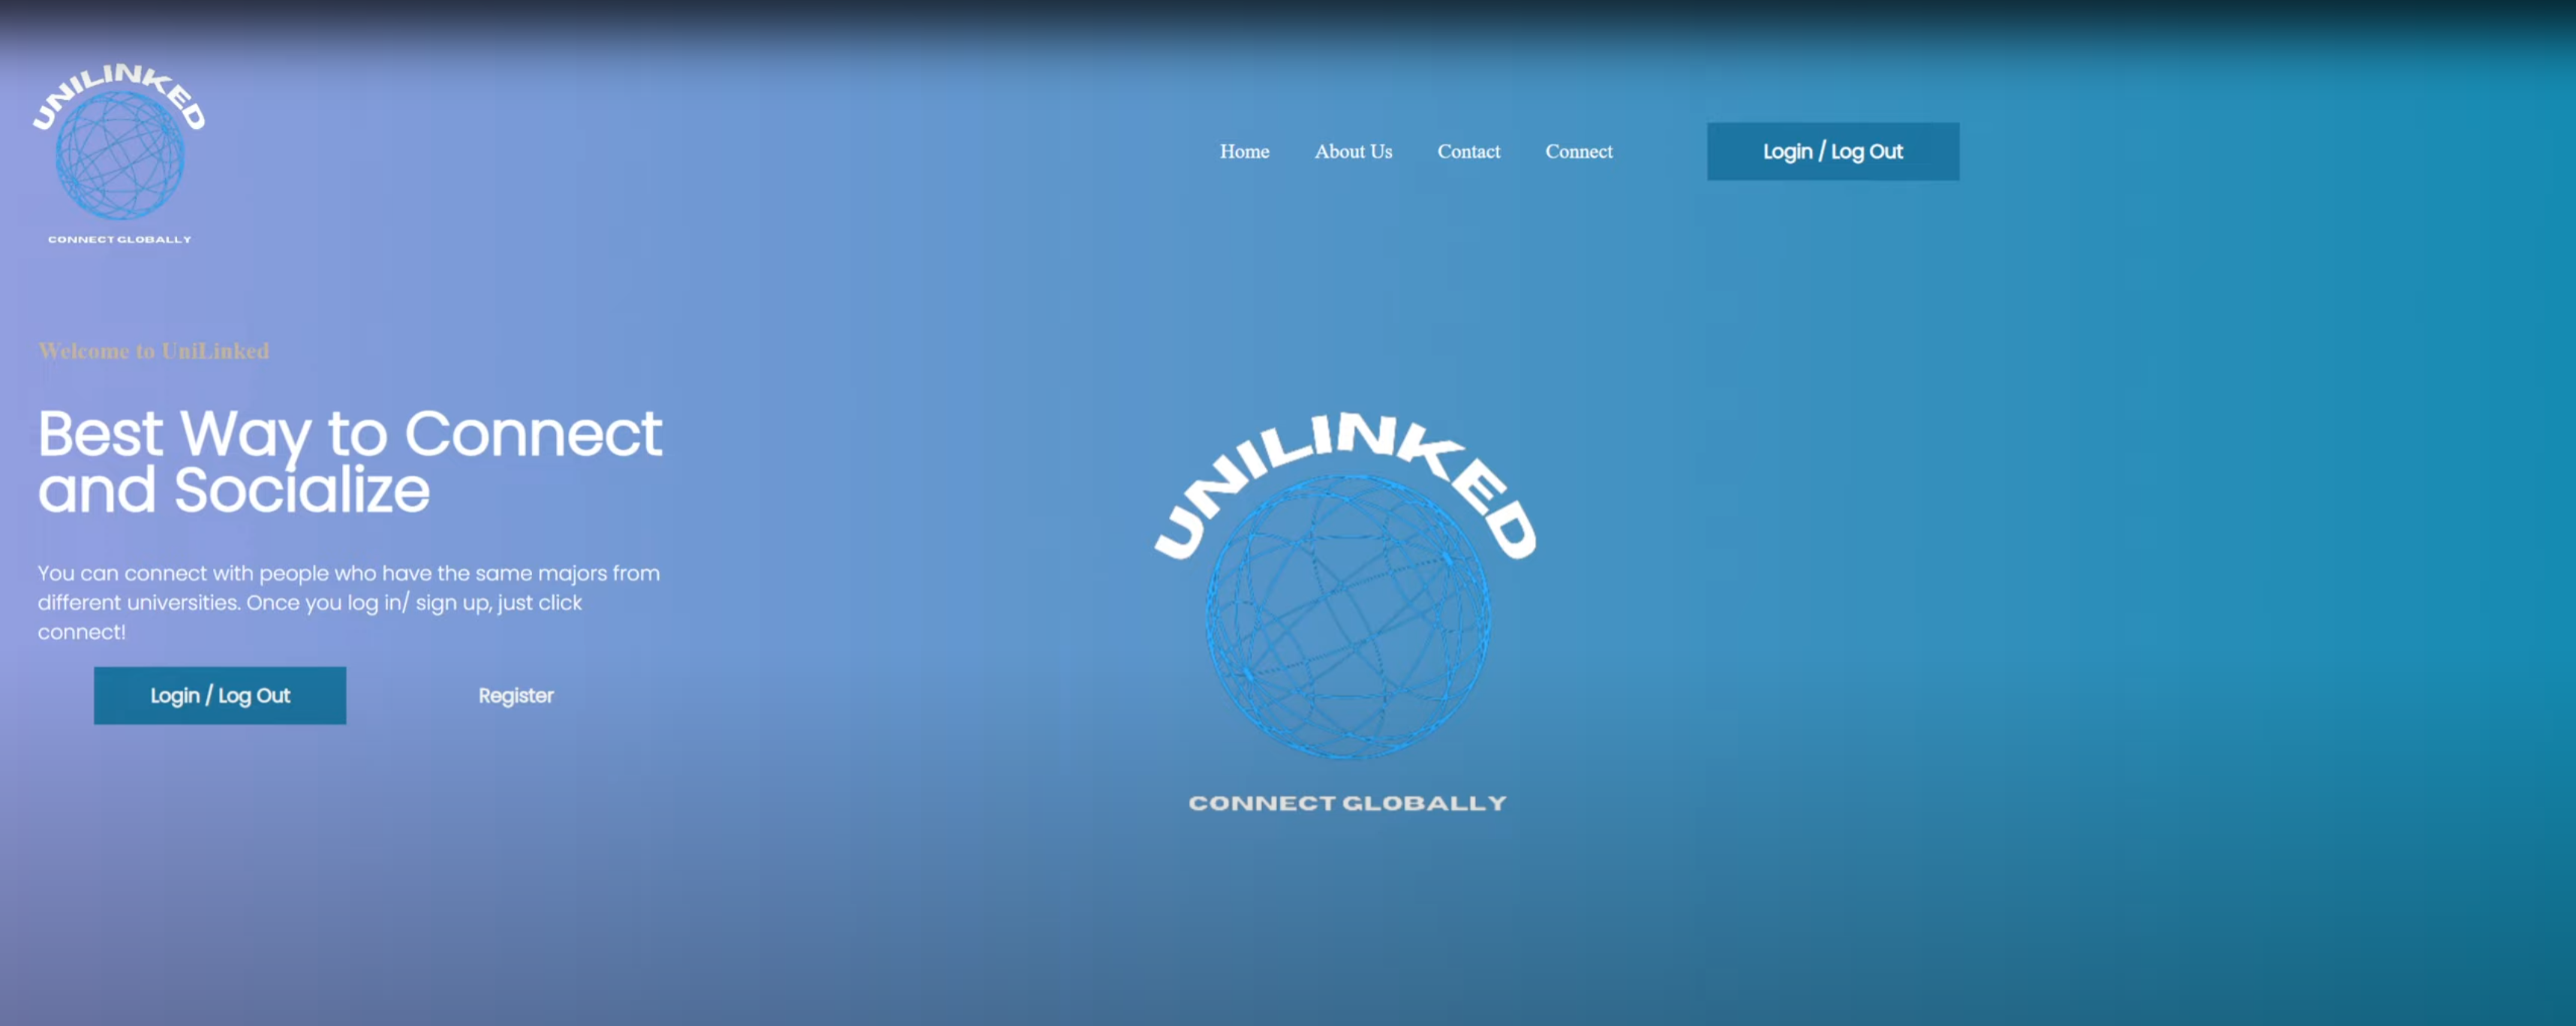 UNILINKED
CONNECT GLOBALLY
Home
About Us
Contact
Connect
Login / Log Out
Welcome to UniLinked
Best Way to Connect
and Socialize
You can connect with people who have the same majors from
different universities. Once you log in/ sign up, just click
connect!
Login / Log Out
Register
UNILINKED
CONNECT GLOBALLY